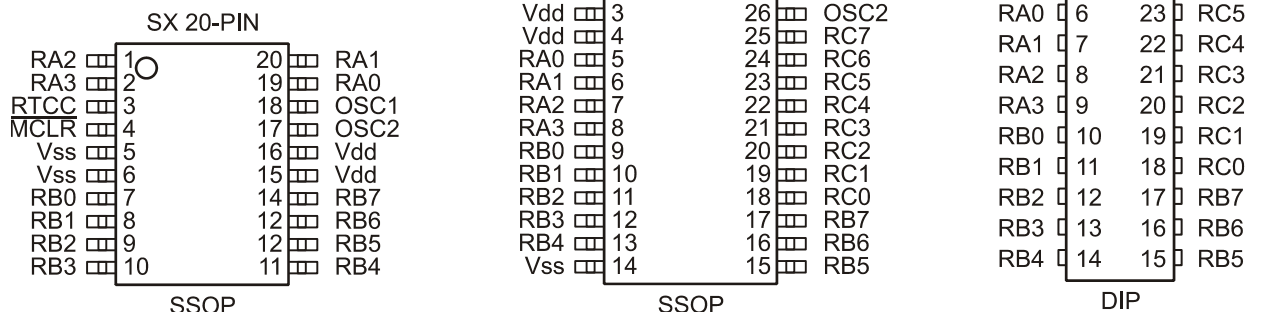 SX 20-PIN
RA2 1 20 RA1
RA3 2 19 RA0
RTCC 3 18 OSC1
MCLR 4 17 OSC2
Vss 5 16 Vdd
Vss 6 15 Vdd
RB0 7 14 RB7
RB1 8 12 RB6
RB2 9 12 RB5
RB3 10 11 RB4
SSOP
Vdd 3 26 OSC2
Vdd 4 25 RC7
RA0 5 24 RC6
RA1 6 23 RC5
RA2 7 22 RC4
RA3 8 21 RC3
RB0 9 20 RC2
RB1 10 19 RC1
RB2 11 18 RC0
RB3 12 17 RB7
RB4 13 16 RB6
Vss 14 15 RB5
SSOP
RA0 6 23 RC5
RA1 7 22 RC4
RA2 8 21 RC3
RA3 9 20 RC2
RB0 10 19 RC1
RB1 11 18 RC0
RB2 12 17 RB7
RB3 13 16 RB6
RB4 14 15 RB5
DIP